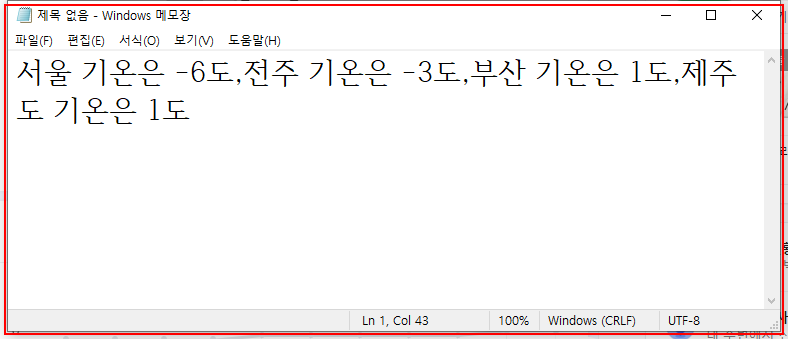 제목 없음 - Windows 메모장
파일(F) 편집(E) 서식(O) 보기(V) 도움말(H)
서울 기온은 -6도,전주 기온은 -3도,부산 기온은 1도,제주
도 기온은 1도
Ln 1, Col 43 100% Windows (CRLF) UTF-8